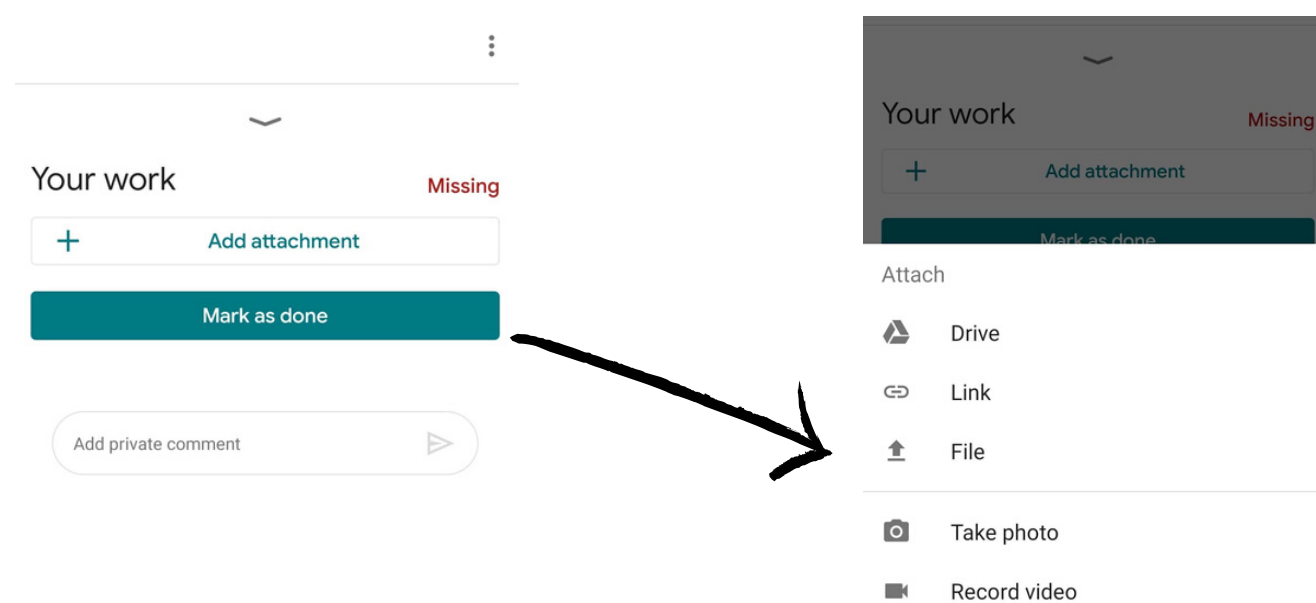 Your work
Missing
Add attachment
Mark as done
Add private comment
Your work
Missing
Add attachment
Mark as done
Attach
Drive
Link
File
Take photo
Record video